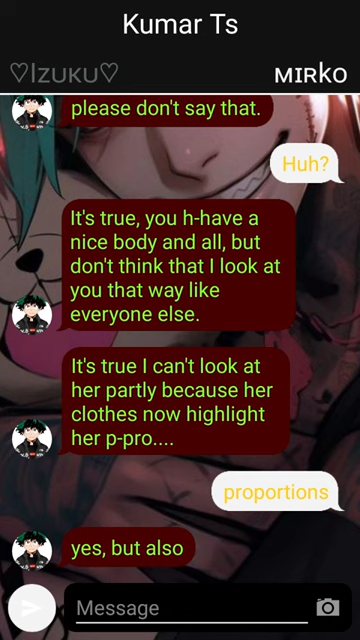 Kumar Ts
♡Izuku♡
MIRKO
please don't say that.
Huh?
It's true, you h-have a
nice body and all, but
don't think that I look at
you that way like
everyone else.
It's true I can't look at
her partly because her
clothes now highlight
her p-pro....
proportions
yes, but also
Message